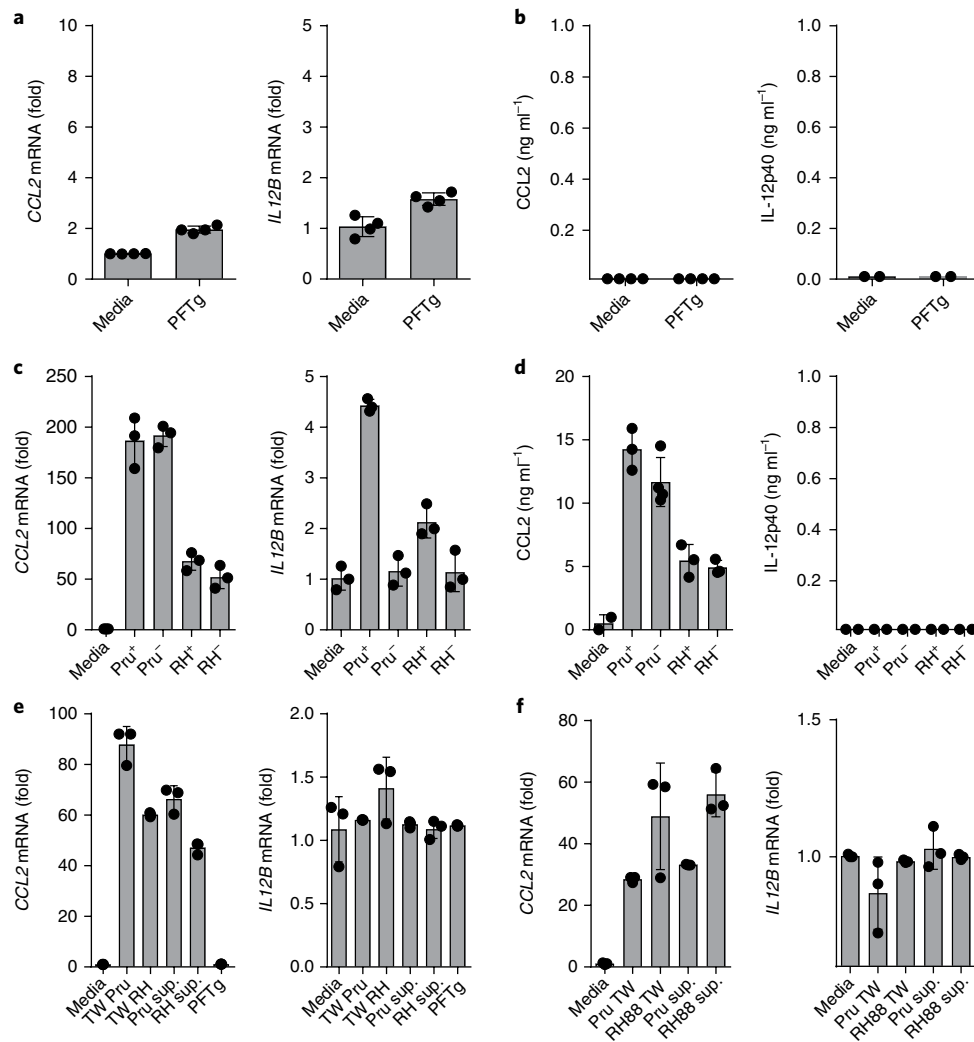 a
CCL2 mRNA (fold)
10
8
6
4
2
0
Media
PFTg
IL12B mRNA (fold)
5
4
3
2
1
0
Media
PFTg
b
CCL2 (ng ml⁻¹)
1.0
0.8
0.6
0.4
0.2
Media
PFTg
IL-12p40 (ng ml⁻¹)
1.0
0.8
0.6
0.4
0.2
0.0
Media
PFTg
c
CCL2 mRNA (fold)
250
200
150
100
50
0
Media
Pru⁺
Pru⁻
RH⁺
RH⁻
IL12B mRNA (fold)
5
4
3
2
1
0
Media
Pru⁺
Pru⁻
RH⁺
RH⁻
d
CCL2 (ng ml⁻¹)
20
15
10
5
0
Media
Pru⁺
Pru⁻
RH⁺
RH⁻
IL-12p40 (ng ml⁻¹)
1.0
0.8
0.6
0.4
0.2
Media
Pru⁺
Pru⁻
RH⁺
RH⁻
e
CCL2 mRNA (fold)
100
80
60
40
20
0
Media
TW Pru
TW RH
Pru sup.
RH sup.
PFTg
IL12B mRNA (fold)
2.0
1.5
1.0
0.5
0.0
Media
TW Pru
TW RH
Pru sup.
RH sup.
PFTg
f
CCL2 mRNA (fold)
80
60
40
20
0
Media
Pru TW
RH88 TW
Pru sup.
RH88 sup.
IL12B mRNA (fold)
1.5
1.0
Media
Pru TW
RH88 TW
Pru sup.
RH88 sup.